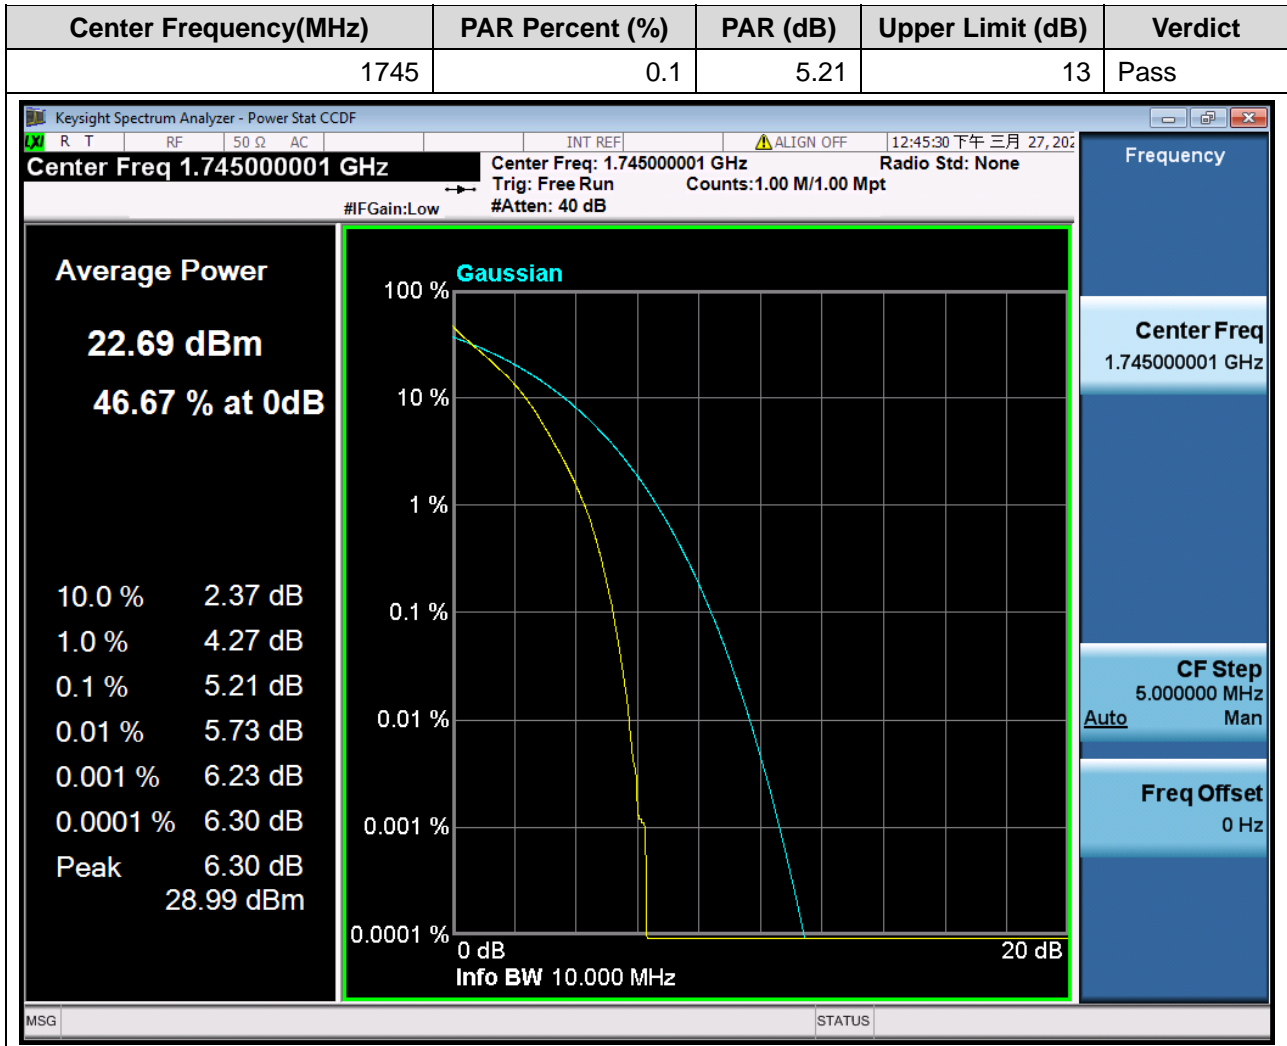 Center Frequency(MHz) PAR Percent (%) PAR (dB) Upper Limit (dB) Verdict
1745 0.1 5.21 13 Pass
Keysight Spectrum Analyzer - Power Stat CCDF
LXI R T RF 50 Ω AC INT REF ALIGN OFF 12:45:30 下午 三月 27, 202
Center Freq 1.745000001 GHz
Center Freq: 1.745000001 GHz Radio Std: None
Trig: Free Run Counts:1.00 M/1.00 Mpt
#IFGain:Low #Atten: 40 dB
Frequency
Average Power
22.69 dBm
46.67 % at 0dB
10.0 % 2.37 dB
1.0 % 4.27 dB
0.1 % 5.21 dB
0.01 % 5.73 dB
0.001 % 6.23 dB
0.0001 % 6.30 dB
Peak 6.30 dB
28.99 dBm
Gaussian
100 %
10 %
1 %
0.1 %
0.01 %
0.001 %
0.0001 %
0 dB 20 dB
Info BW 10.000 MHz
Center Freq
1.745000001 GHz
CF Step
5.000000 MHz
Auto Man
Freq Offset
0 Hz
MSG STATUS